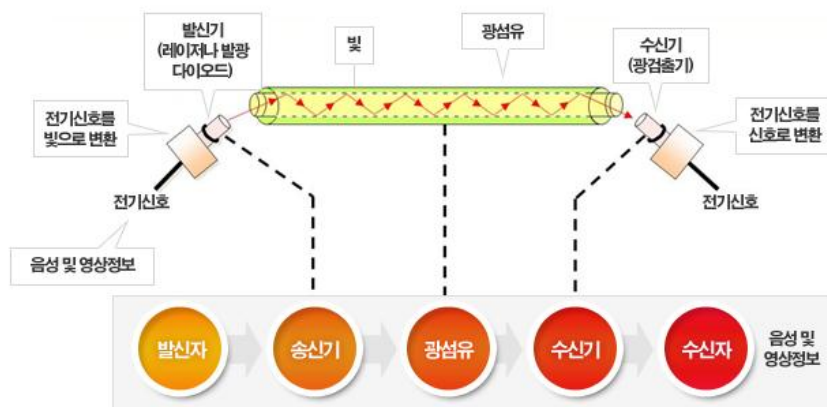 발신기
(레이저나 발광
다이오드)
빛
광섬유
수신기
(광검출기)
전기신호를
빛으로 변환
전기신호를
신호로 변환
전기신호
전기신호
음성 및 영상정보
발신자
송신기
광섬유
수신기
수신자
음성 및
영상정보